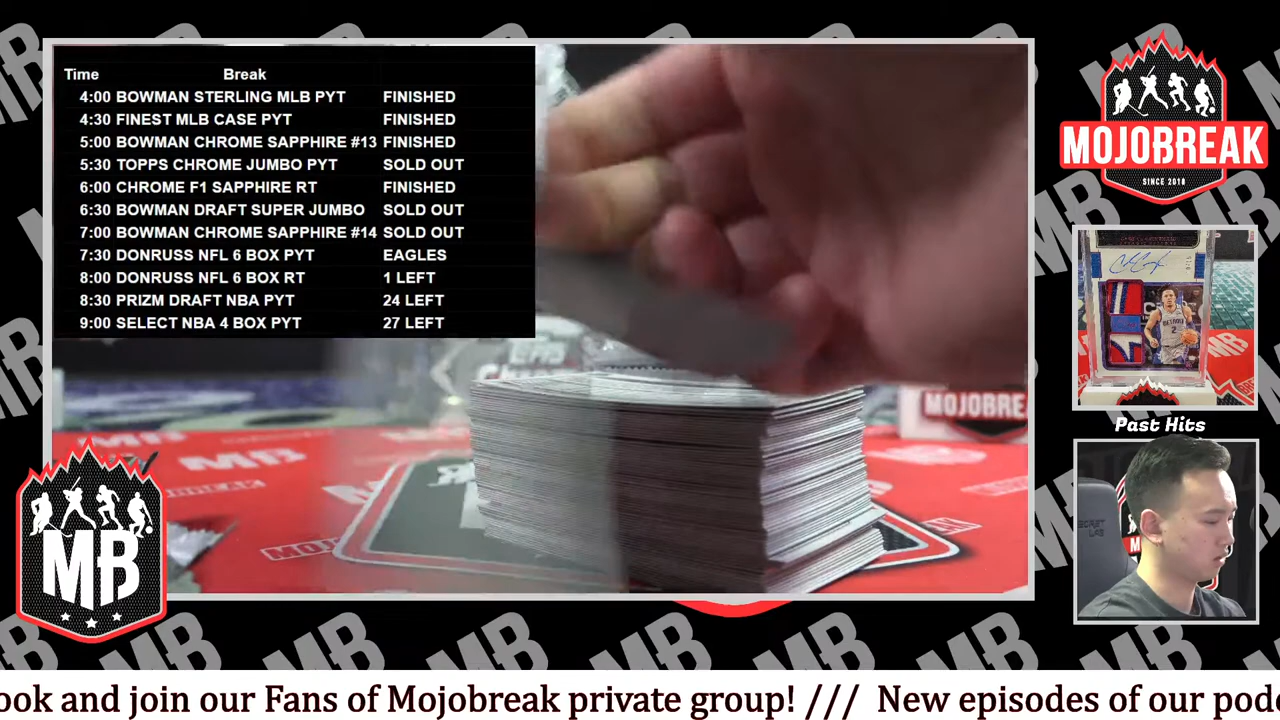 Time Break
4:00 BOWMAN STERLING MLB PYT FINISHED
4:30 FINEST MLB CASE PYT FINISHED
5:00 BOWMAN CHROME SAPPHIRE #13 FINISHED
5:30 TOPPS CHROME JUMBO PYT SOLD OUT
6:00 CHROME F1 SAPPHIRE RT FINISHED
6:30 BOWMAN DRAFT SUPER JUMBO SOLD OUT
7:00 BOWMAN CHROME SAPPHIRE #14 SOLD OUT
7:30 DONRUSS NFL 6 BOX PYT EAGLES
8:00 DONRUSS NFL 6 BOX RT 1 LEFT
8:30 PRIZM DRAFT NBA PYT 24 LEFT
9:00 SELECT NBA 4 BOX PYT 27 LEFT
MOJOBREAK
SINCE 2010
DETROIT
2
Past Hits
MOJOBREA
MB
MB
ook and join our Fans of Mojobreak private group! /// New episodes of our pod